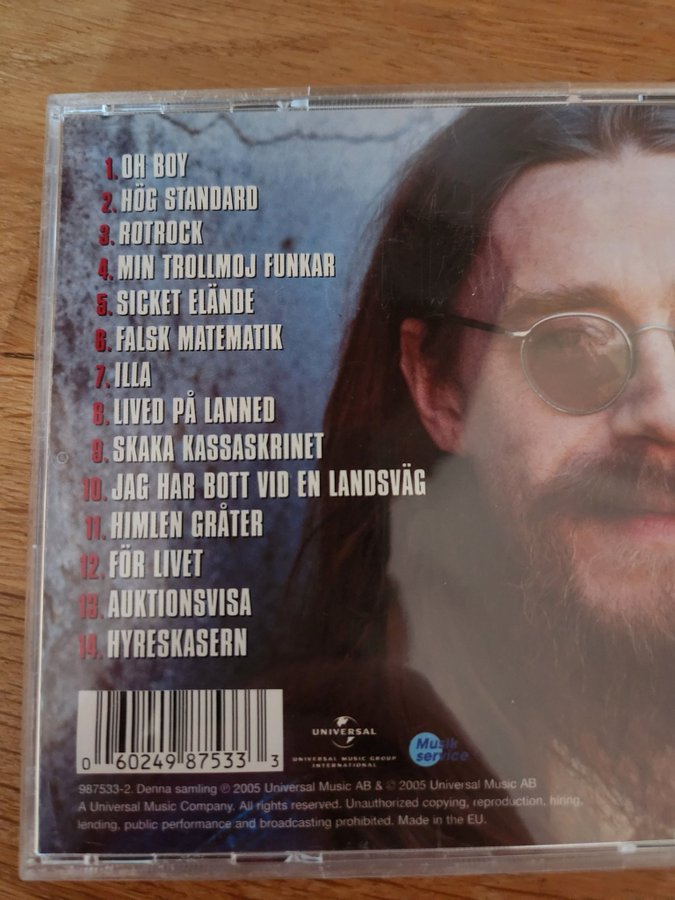 1. OH BOY
2. HÖG STANDARD
3. ROTROCK
4. MIN TROLLMOJ FUNKAR
5. SICKET ELÄNDE
6. FALSK MATEMATIK
7. ILLA
8. LIVED PÅ LANNED
9. SKAKA KASSASKRINET
10. JAG HAR BOTT VID EN LANDSVÄG
11. HIMLEN GRÅTER
12. FÖR LIVET
13. AUKTIONSVISA
14. HYRESKASERN
0 60249 87533 3
UNIVERSAL
UNIVERSAL MUSIC GROUP
INTERNATIONAL
Musik
service
987533-2. Denna samling ℗ 2005 Universal Music AB & © 2005 Universal Music AB
A Universal Music Company. All rights reserved. Unauthorized copying, reproduction, hiring,
lending, public performance and broadcasting prohibited. Made in the EU.